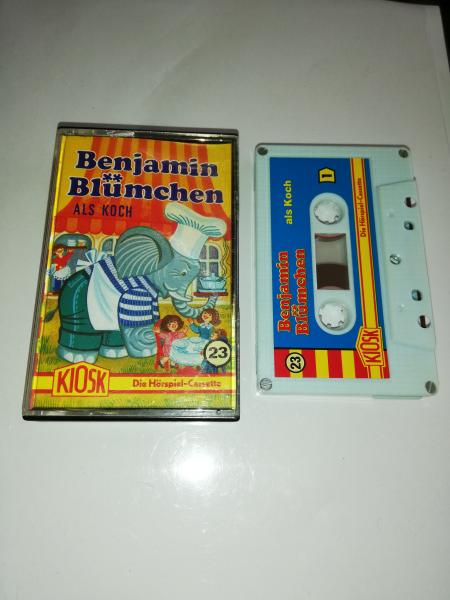 Benjamin
Blümchen
ALS KOCH
23
KIOSK
Die Hörspiel-Cassette
1
als Koch
Benjamin
Blümchen
Die Hörspiel-Cassette
23
KIOSK